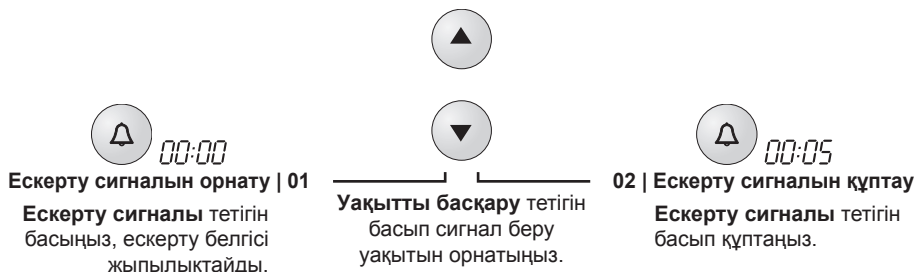 00:00
Ескерту сигналын орнату | 01
Ескерту сигналы тетігін
басыңыз, ескерту белгісі
жыпылықтайды.
Уақытты басқару тетігін
басып сигнал беру
уақытын орнатыңыз.
00:05
02 | Ескерту сигналын құптау
Ескерту сигналы тетігін
басып құптаңыз.